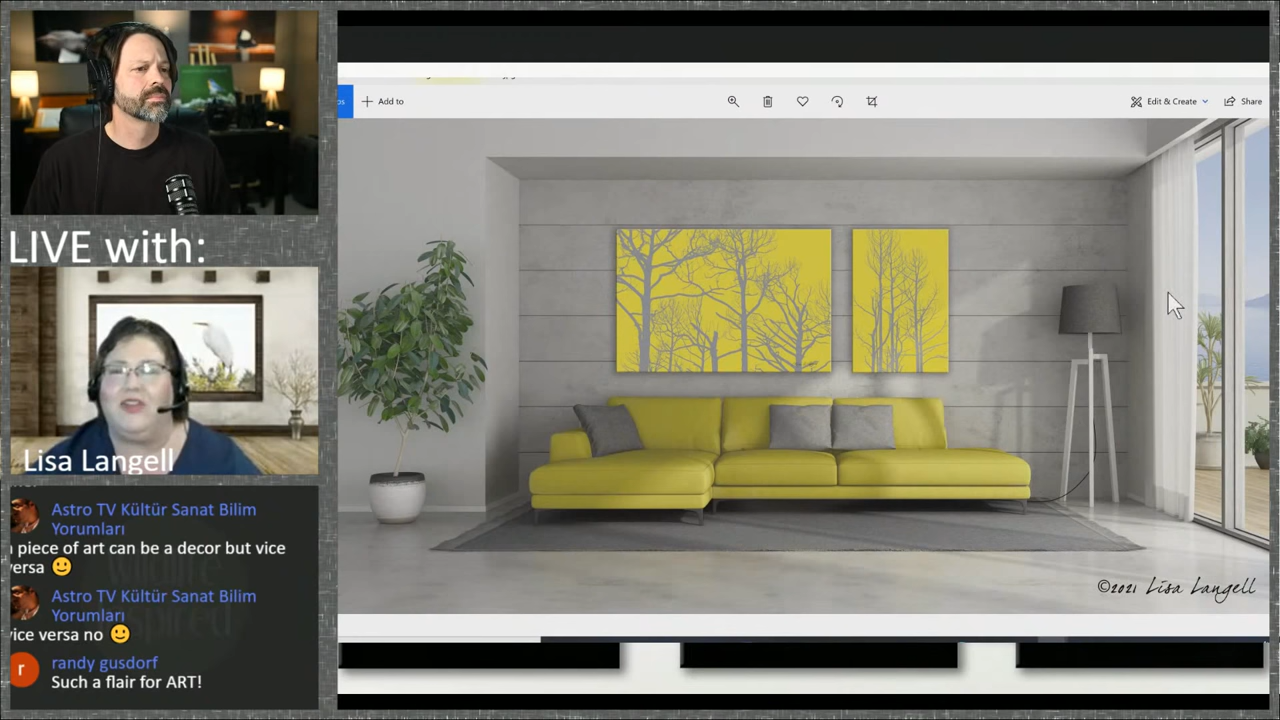 Add to
Edit & Create
Share
LIVE with:
Lisa Langell
Astro TV Kültür Sanat Bilim
Yorumları
piece of art can be a decor but vice
versa 🙂
Astro TV Kültür Sanat Bilim
Yorumları
vice versa no 🙂
r randy gusdorf
Such a flair for ART!
©2021 Lisa Langell